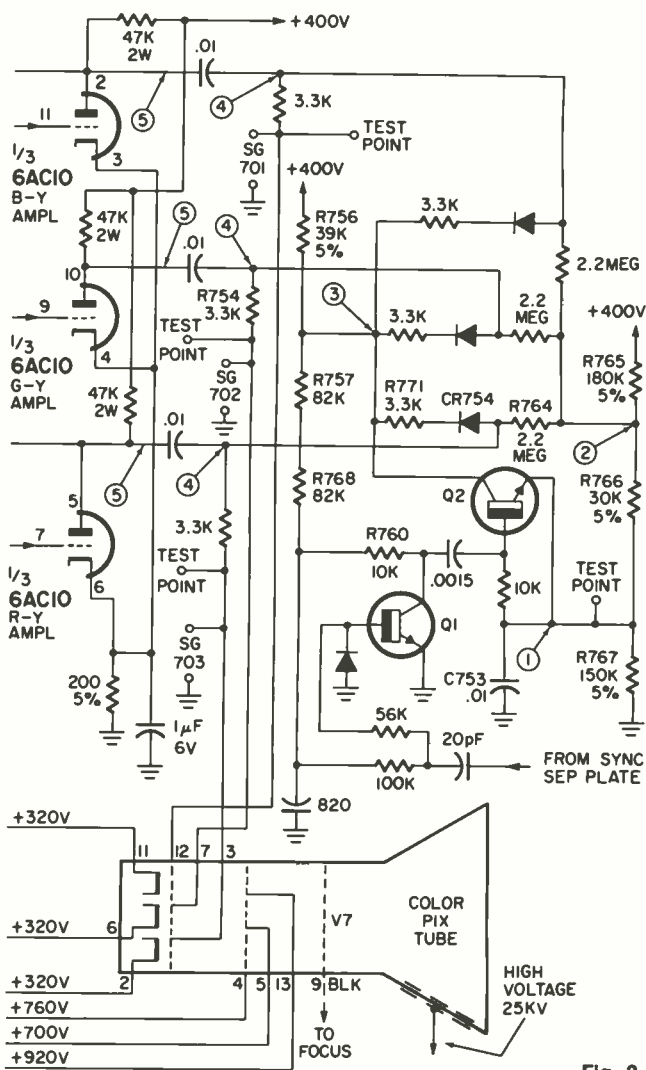 47K
2W
+400V
.01
2
5
4
3.3K
11
3
1/3
6AC10
B-Y
AMPL
SG
701
TEST
POINT
+400V
47K
2W
5
.01
4
R756
39K
5%
3.3K
2.2MEG
10
9
4
R754
3.3K
3
3.3K
2.2
MEG
+400V
1/3
6AC10
G-Y
AMPL
TEST
POINT
47K
2W
SG
702
R757
82K
R771
3.3K
CR754
R764
2.2
MEG
R765
180K
5%
.01
5
4
2
5
R768
82K
Q2
R766
30K
5%
7
3.3K
R760
10K
.0015
10K
TEST
POINT
6
1/3
6AC10
R-Y
AMPL
TEST
POINT
Q1
1
SG
703
C753
.01
R767
150K
5%
200
5%
1µF
6V
56K
20pF
100K
FROM SYNC
SEP PLATE
820
+320V
11
12
7
3
V7
COLOR
PIX
TUBE
+320V
6
+320V
2
4
5
13
9
BLK
HIGH
VOLTAGE
25KV
+760V
+700V
TO
FOCUS
+920V